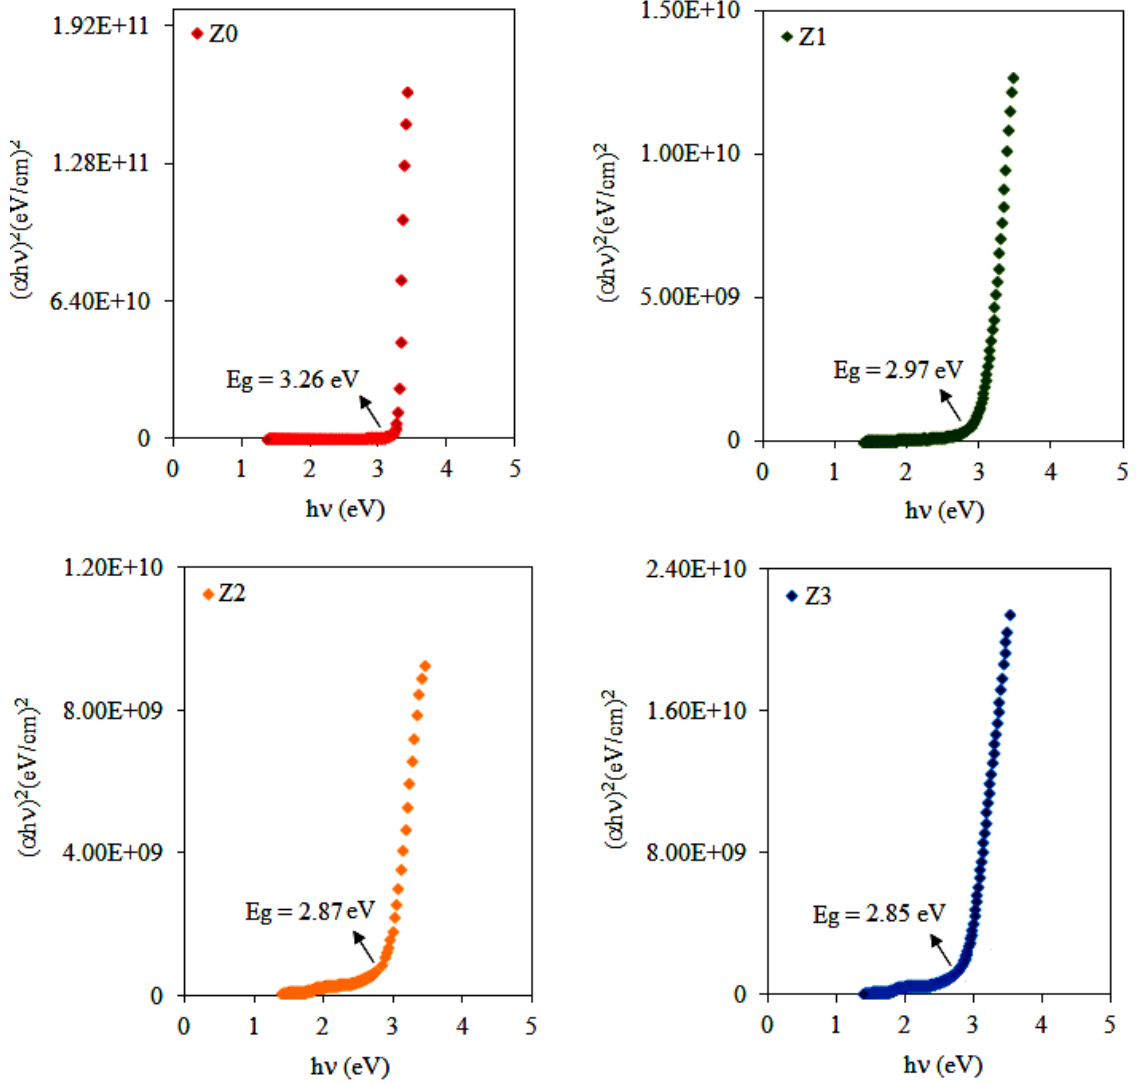 Z0
1.92E+11
1.28E+11
6.40E+10
0
(αhν)²(eV/cm)²
Eg = 3.26 eV
0 1 2 3 4 5
hν (eV)
Z1
1.50E+10
1.00E+10
5.00E+09
0
(αhν)²(eV/cm)²
Eg = 2.97 eV
0 1 2 3 4 5
hν (eV)
Z2
1.20E+10
8.00E+09
4.00E+09
0
(αhν)²(eV/cm)²
Eg = 2.87 eV
0 1 2 3 4 5
hν (eV)
Z3
2.40E+10
1.60E+10
8.00E+09
0
(αhν)²(eV/cm)²
Eg = 2.85 eV
0 1 2 3 4 5
hν (eV)